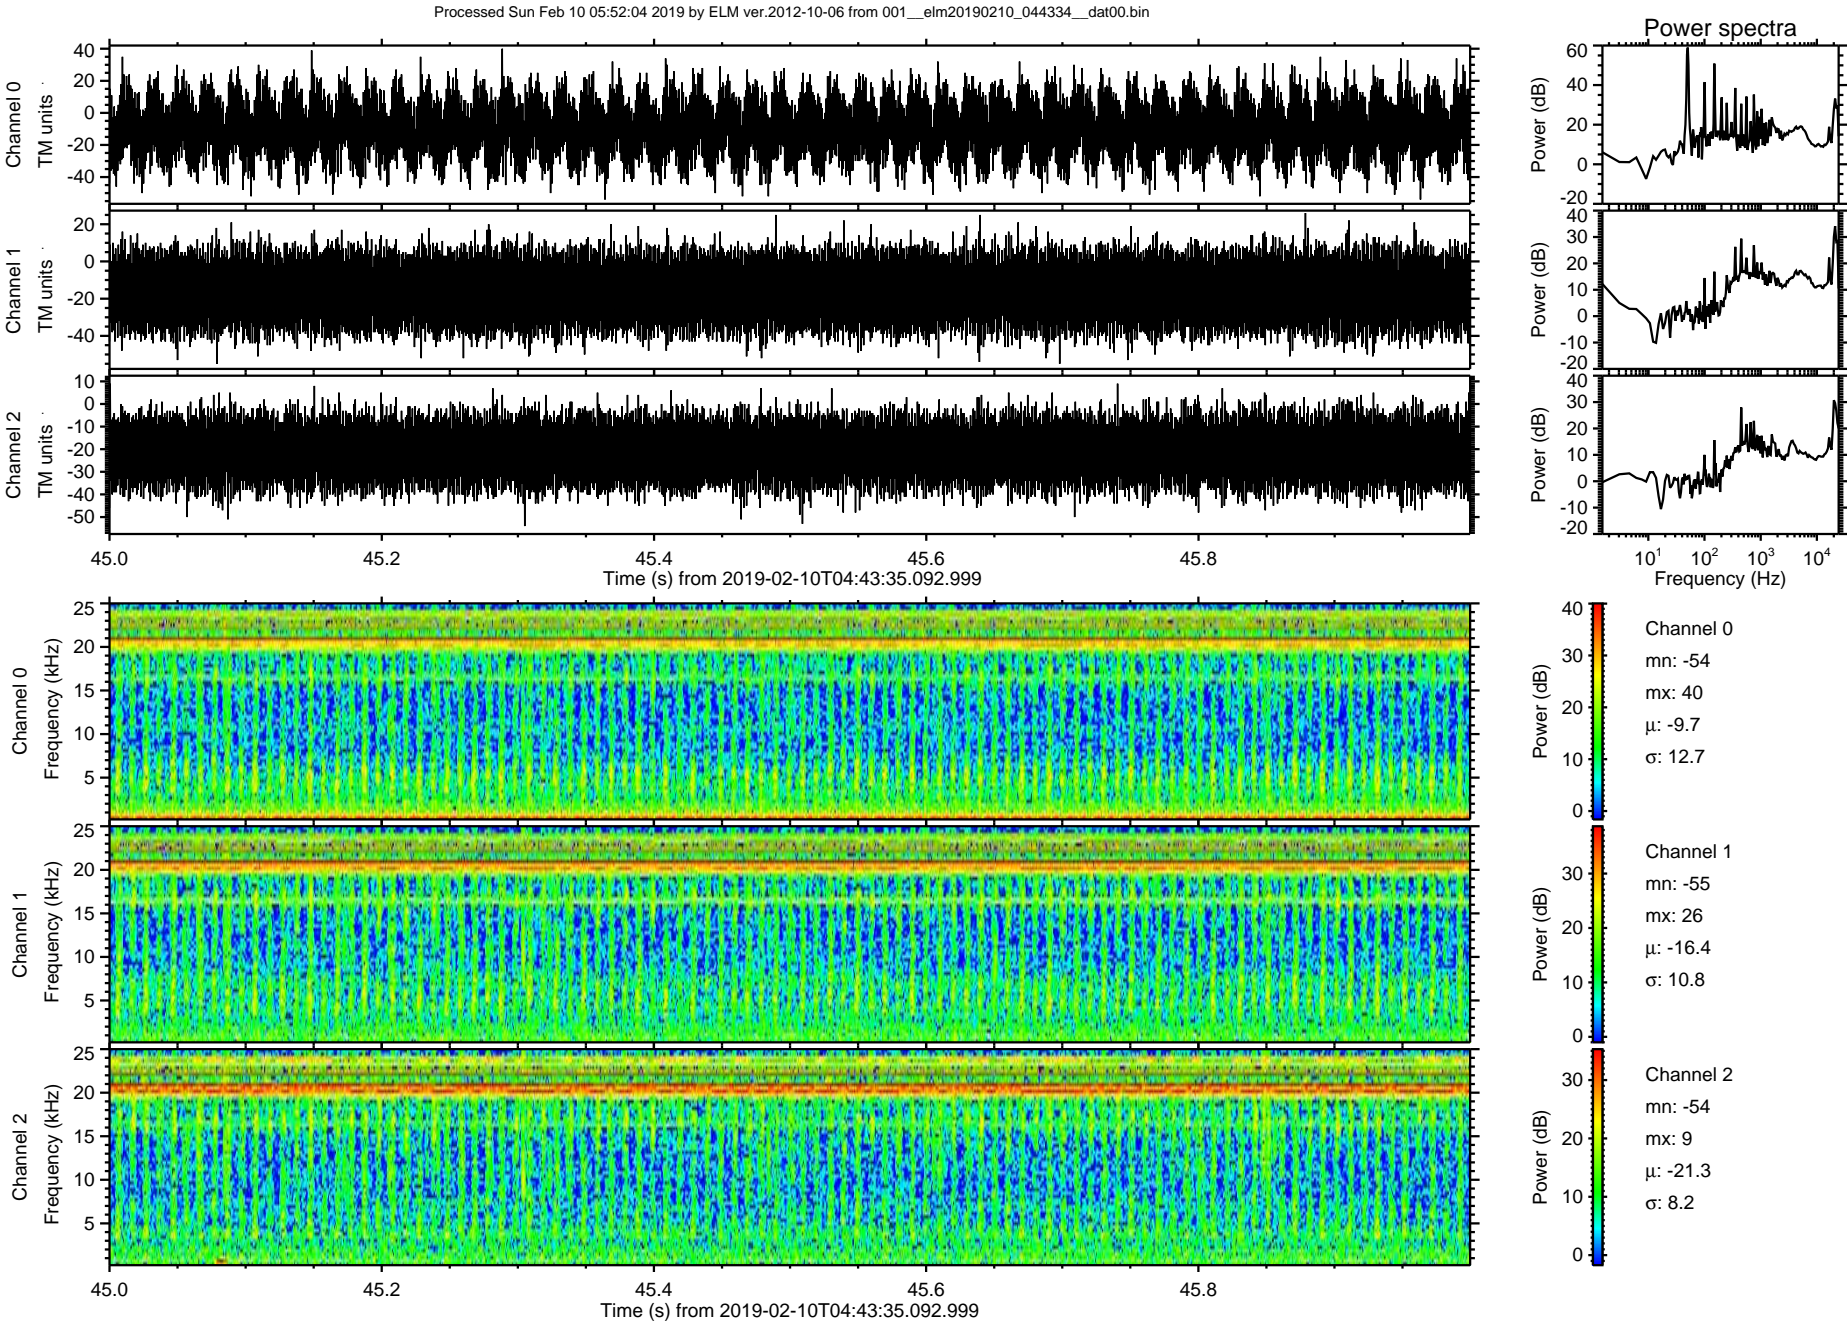 Processed Sun Feb 10 05:52:04 2019 by ELM ver.2012-10-06 from 001__elm20190210_044334__dat00.bin
Power spectra
Channel 0
TM units
40
20
0
-20
-40
Power (dB)
60
40
20
0
-20
Channel 1
TM units
20
0
-20
-40
Power (dB)
40
30
20
10
0
-10
-20
Channel 2
TM units
10
0
-10
-20
-30
-40
-50
Power (dB)
40
30
20
10
0
-10
-20
45.0 45.2 45.4 45.6 45.8
Time (s) from 2019-02-10T04:43:35.092.999
10¹ 10² 10³ 10⁴
Frequency (Hz)
Channel 0
Frequency (kHz)
25
20
15
10
5
Power (dB)
40
30
20
10
0
Channel 0
mn: -54
mx: 40
μ: -9.7
σ: 12.7
Channel 1
Frequency (kHz)
25
20
15
10
5
Power (dB)
30
20
10
0
Channel 1
mn: -55
mx: 26
μ: -16.4
σ: 10.8
Channel 2
Frequency (kHz)
25
20
15
10
5
Power (dB)
30
20
10
0
Channel 2
mn: -54
mx: 9
μ: -21.3
σ: 8.2
45.0 45.2 45.4 45.6 45.8
Time (s) from 2019-02-10T04:43:35.092.999